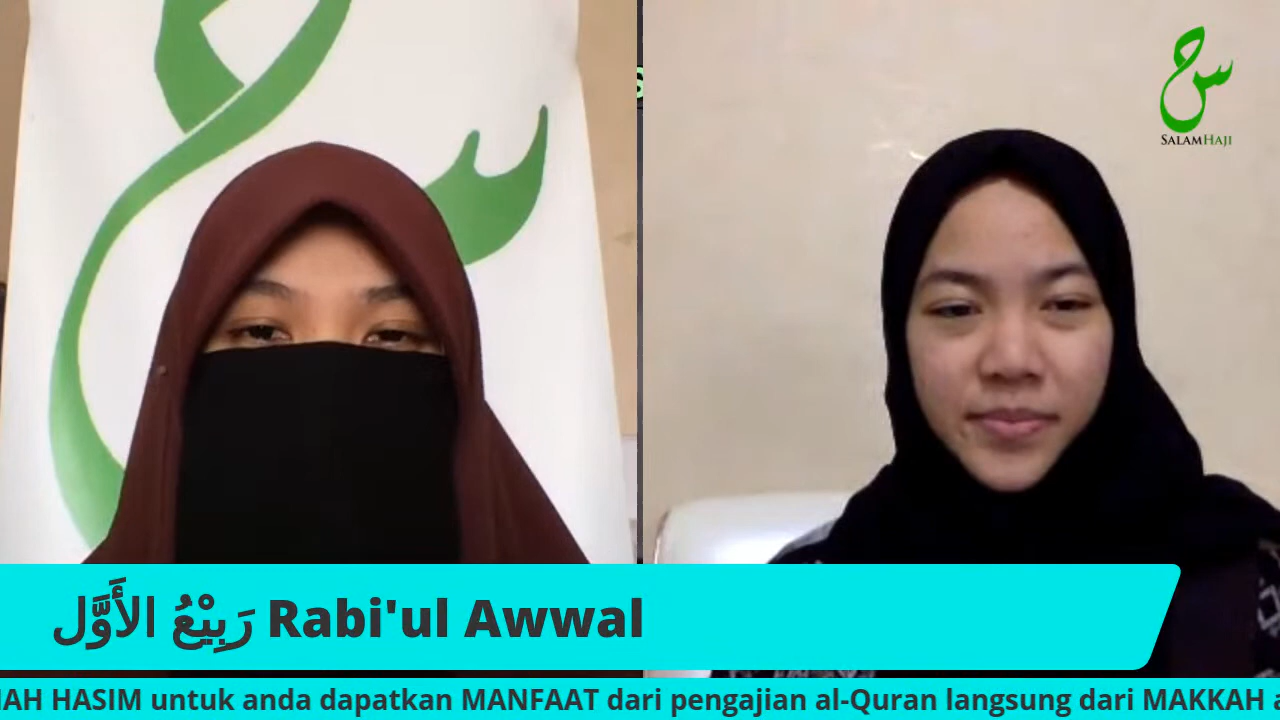 SALAMHAJI
رَبِيْعُ الأَوَّل Rabi'ul Awwal
HASIM untuk anda dapatkan MANFAAT dari pengajian al-Quran langsung dari MAKKAH